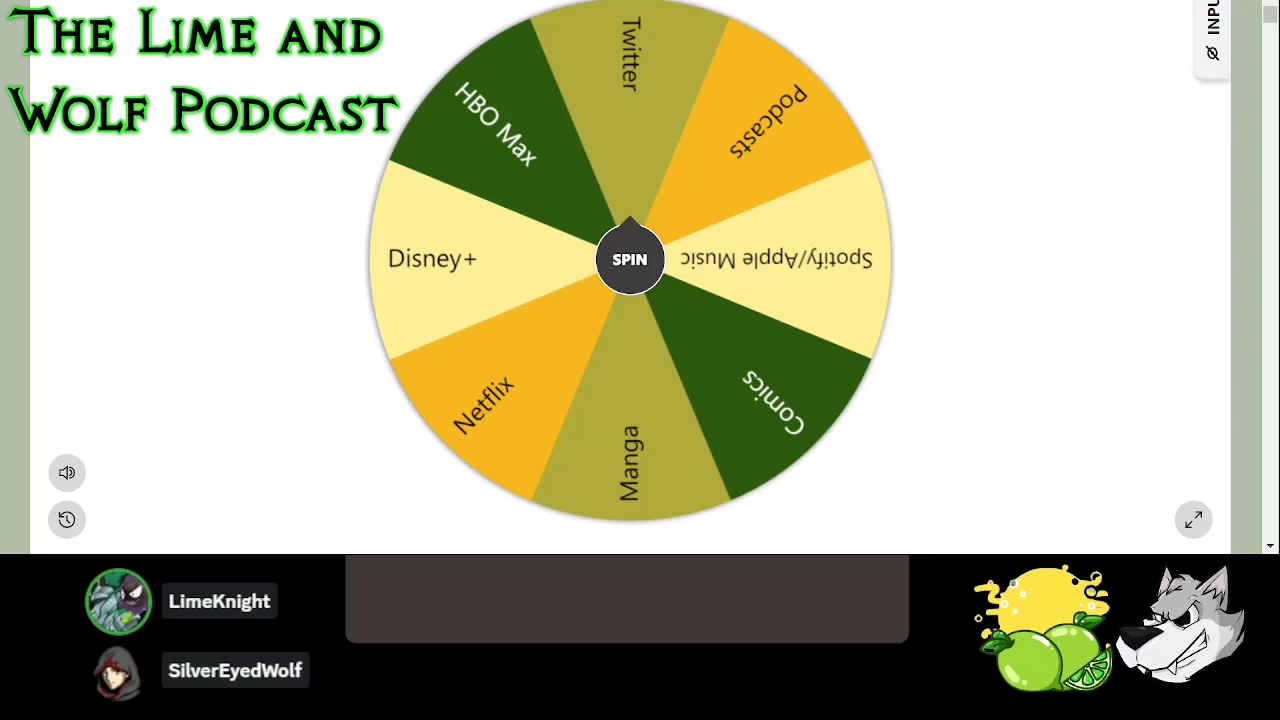 The Lime and
Wolf Podcast
Twitter
Podcasts
HBO Max
Disney+
SPIN
Spotify/Apple Music
Netflix
Manga
Comics
INPU
LimeKnight
SilverEyedWolf